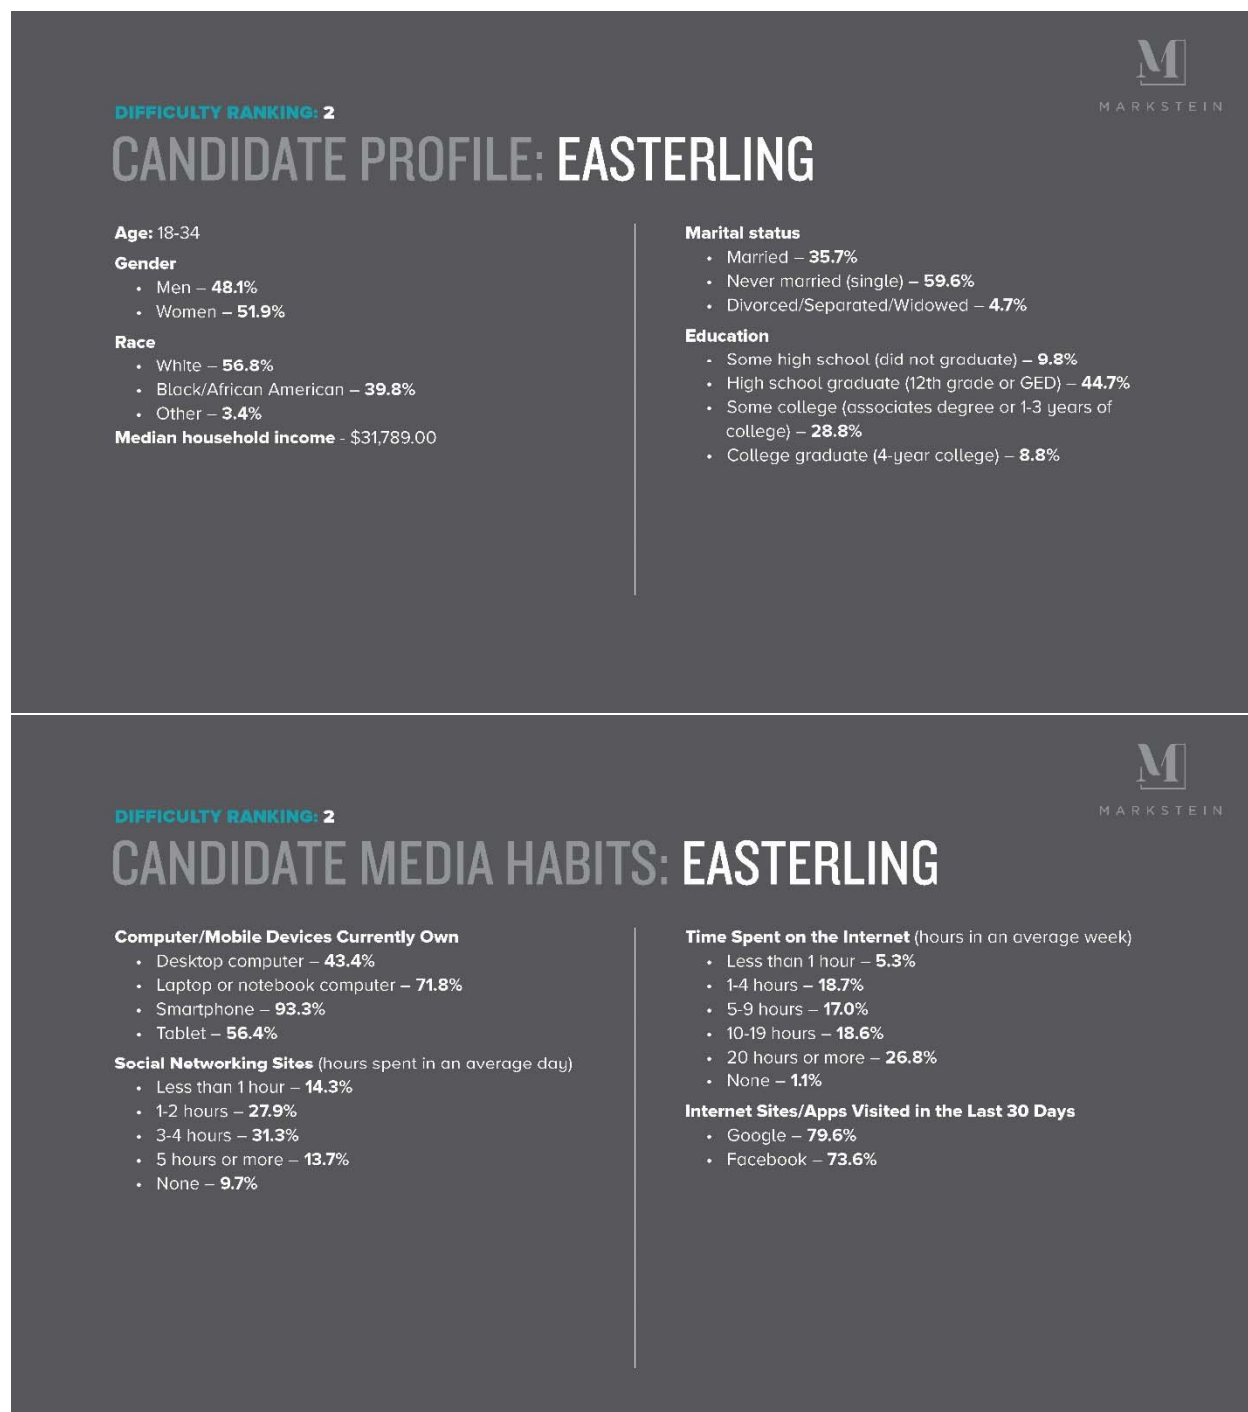 M
MARKSTEIN
DIFFICULTY RANKING: 2
CANDIDATE PROFILE: EASTERLING
Age: 18-34
Gender
• Men – 48.1%
• Women – 51.9%
Race
• White – 56.8%
• Black/African American – 39.8%
• Other – 3.4%
Median household income - $31,789.00
Marital status
• Married – 35.7%
• Never married (single) – 59.6%
• Divorced/Separated/Widowed – 4.7%
Education
• Some high school (did not graduate) – 9.8%
• High school graduate (12th grade or GED) – 44.7%
• Some college (associates degree or 1-3 years of
college) – 28.8%
• College graduate (4-year college) – 8.8%
M
MARKSTEIN
DIFFICULTY RANKING: 2
CANDIDATE MEDIA HABITS: EASTERLING
Computer/Mobile Devices Currently Own
• Desktop computer – 43.4%
• Laptop or notebook computer – 71.8%
• Smartphone – 93.3%
• Tablet – 56.4%
Social Networking Sites (hours spent in an average day)
• Less than 1 hour – 14.3%
• 1-2 hours – 27.9%
• 3-4 hours – 31.3%
• 5 hours or more – 13.7%
• None – 9.7%
Time Spent on the Internet (hours in an average week)
• Less than 1 hour – 5.3%
• 1-4 hours – 18.7%
• 5-9 hours – 17.0%
• 10-19 hours – 18.6%
• 20 hours or more – 26.8%
• None – 1.1%
Internet Sites/Apps Visited in the Last 30 Days
• Google – 79.6%
• Facebook – 73.6%